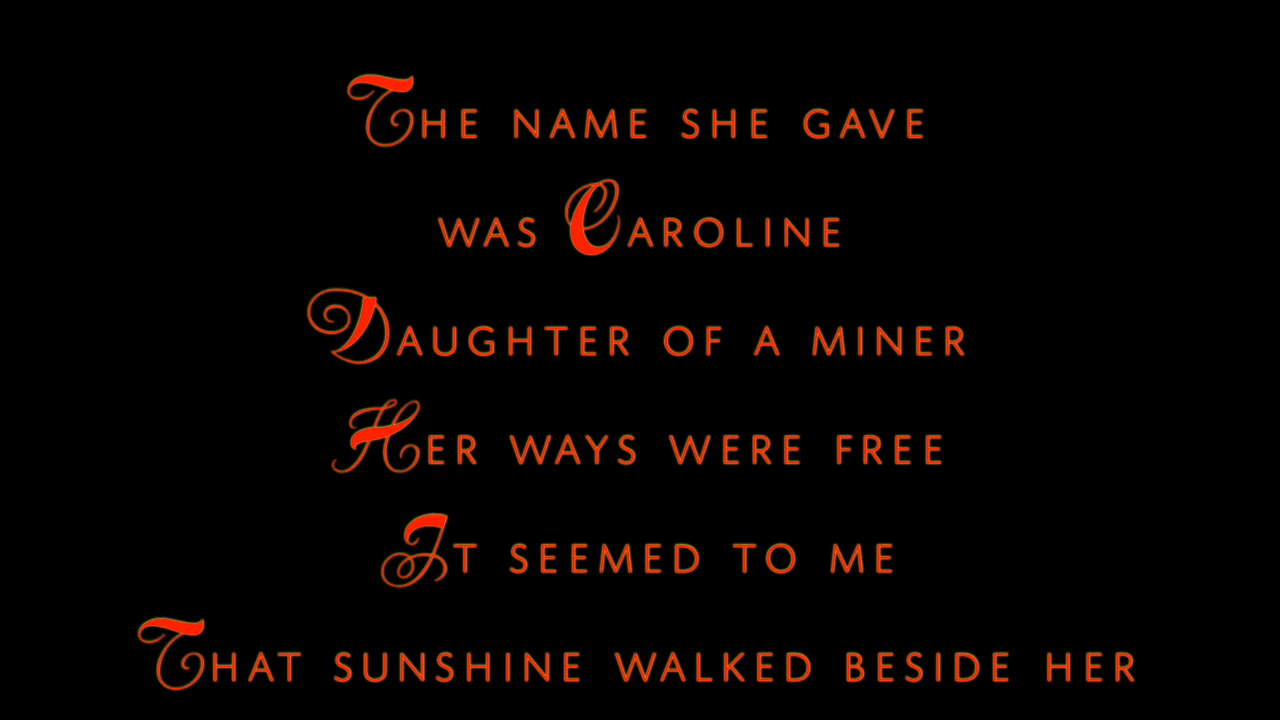 The name she gave
was Caroline
Daughter of a miner
Her ways were free
It seemed to me
That sunshine walked beside her